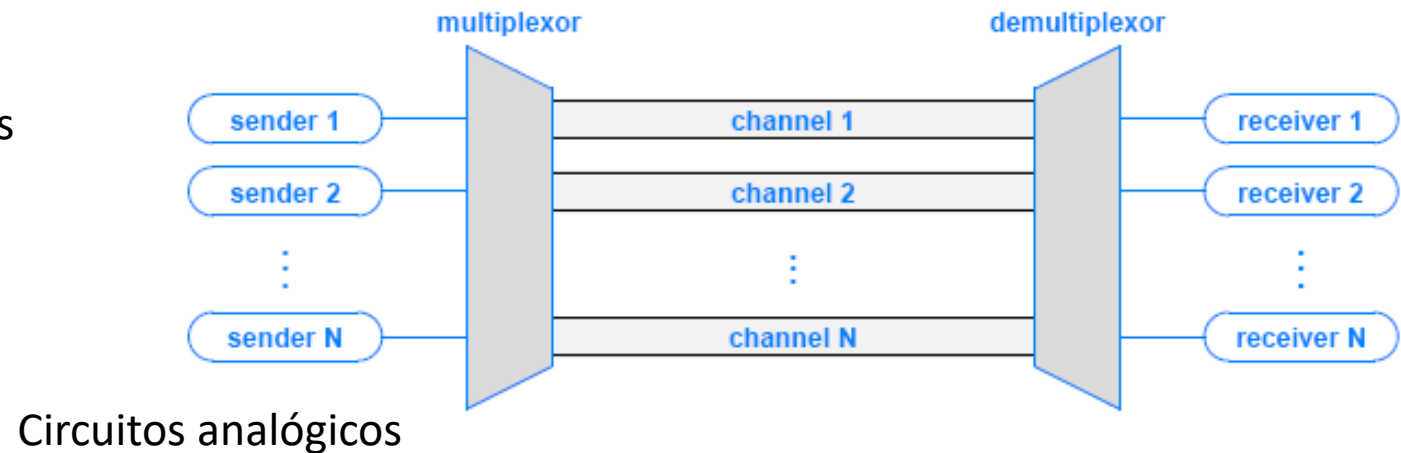 multiplexor demultiplexor
s
sender 1 channel 1 receiver 1
sender 2 channel 2 receiver 2
sender N channel N receiver N
Circuitos analógicos